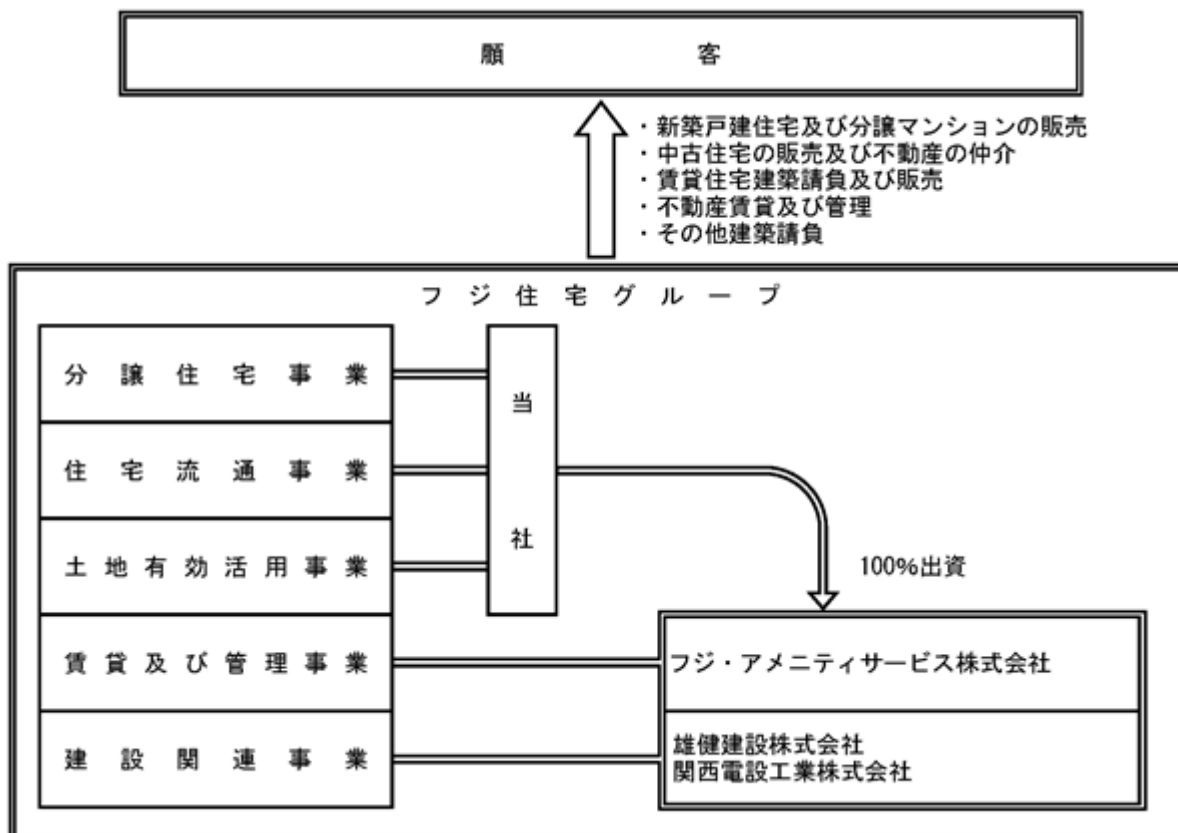 顧客
・新築戸建住宅及び分譲マンションの販売
・中古住宅の販売及び不動産の仲介
・賃貸住宅建築請負及び販売
・不動産賃貸及び管理
・その他建築請負
フジ住宅グループ
分譲住宅事業
住宅流通事業
土地有効活用事業
賃貸及び管理事業
建設関連事業
当社
100%出資
フジ・アメニティサービス株式会社
雄健建設株式会社
関西電設工業株式会社